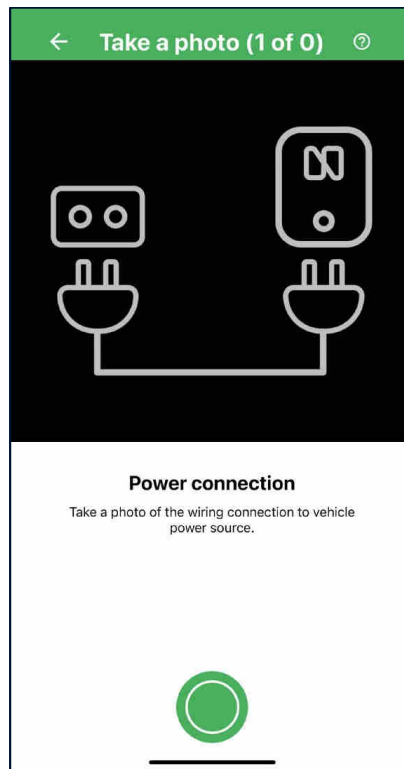 Take a photo (1 of 0)
Power connection
Take a photo of the wiring connection to vehicle
power source.